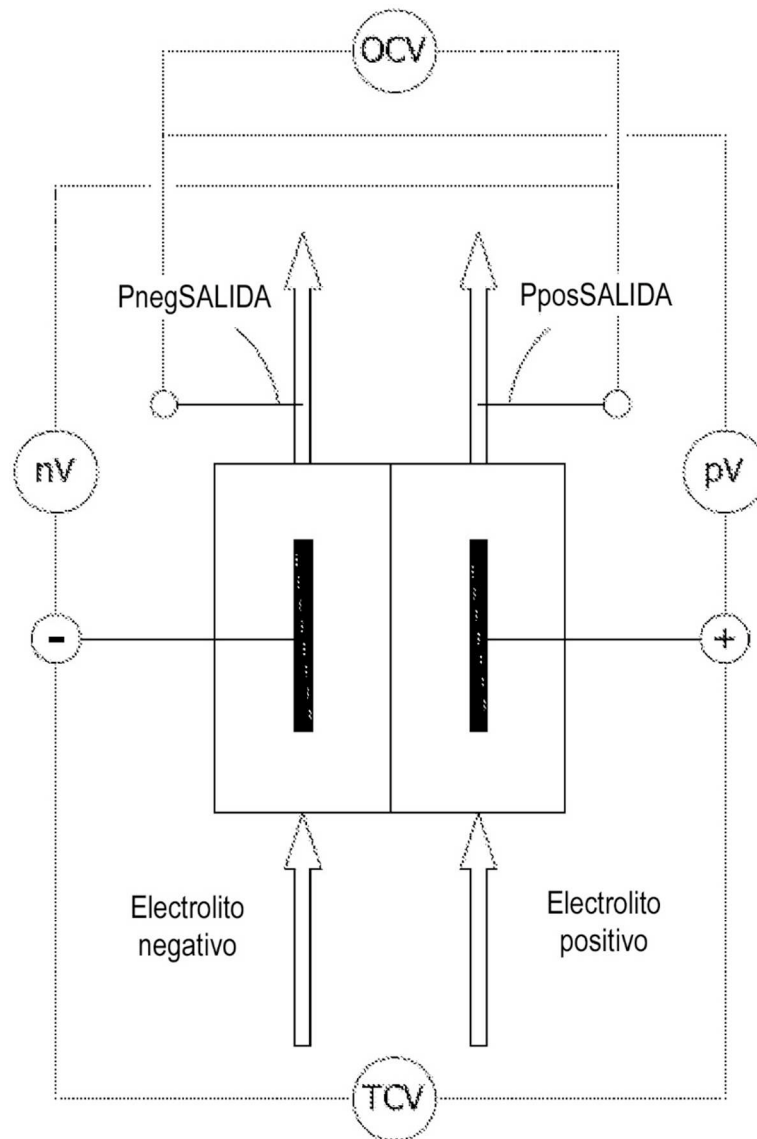 OCV
PnegSALIDA
PposSALIDA
nV
pV
-
+
Electrolito
negativo
Electrolito
positivo
TCV